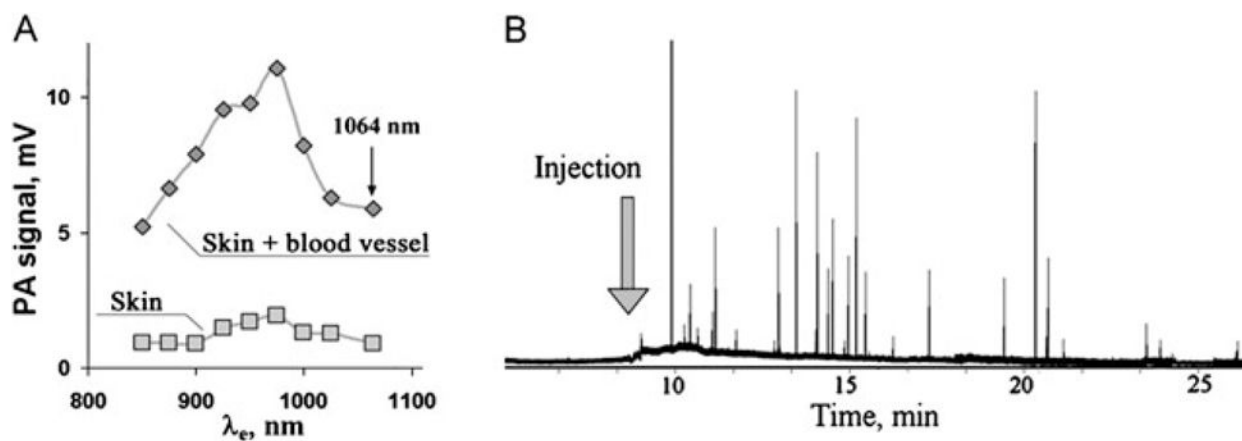 A
PA signal, mV
10
5
0
1064 nm
Skin + blood vessel
Skin
800 900 1000 1100
λe, nm
B
Injection
10 15 20 25
Time, min